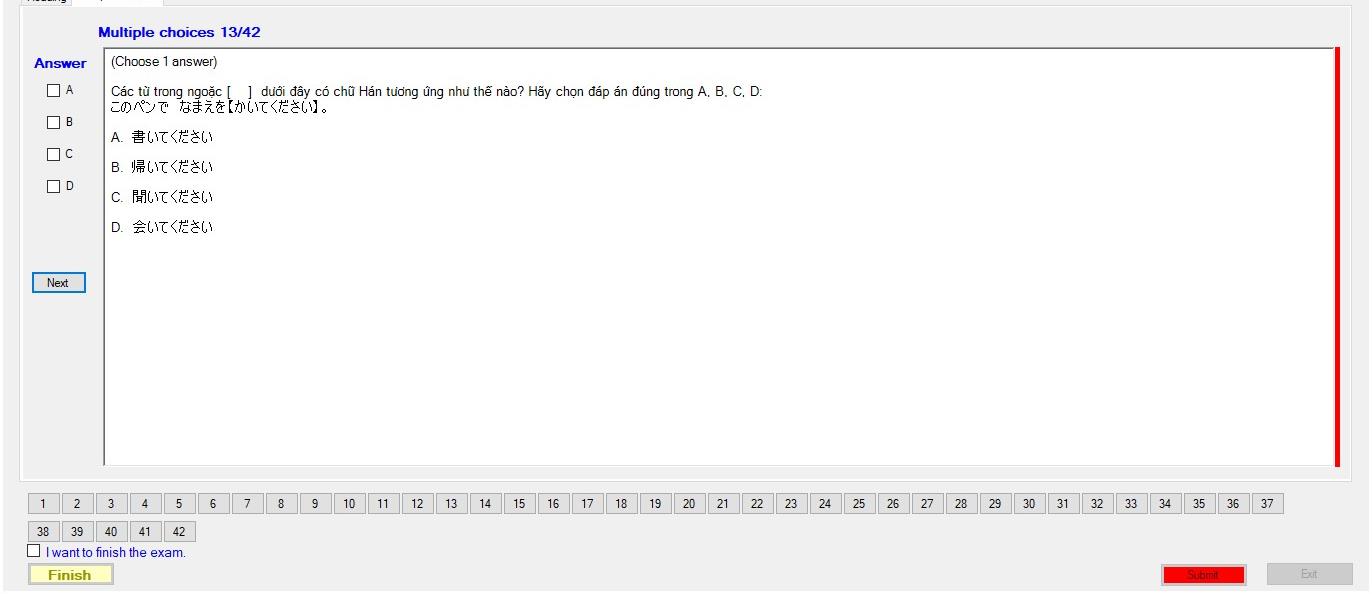 Reading
Multiple choices 13/42
Answer
(Choose 1 answer)
A
Các từ trong ngoặc [ ] dưới đây có chữ Hán tương ứng như thế nào? Hãy chọn đáp án đúng trong A, B, C, D:
このペンで なまえを【かいてください】。
B
A. 書いてください
C
B. 帰いてください
D
C. 聞いてください
D. 会いてください
Next
1 2 3 4 5 6 7 8 9 10 11 12 13 14 15 16 17 18 19 20 21 22 23 24 25 26 27 28 29 30 31 32 33 34 35 36 37
38 39 40 41 42
I want to finish the exam.
Finish
Submit
Exit